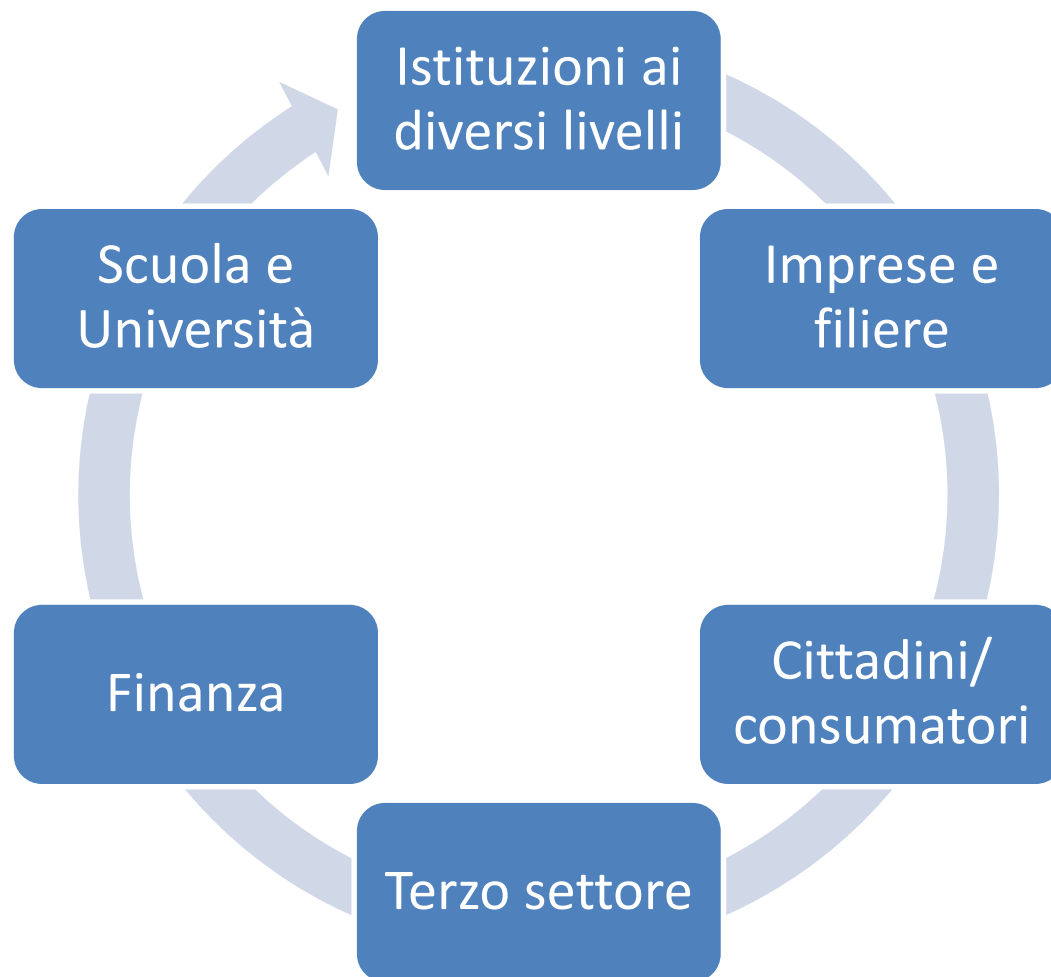 Istituzioni ai
diversi livelli
Imprese e
filiere
Cittadini/
consumatori
Terzo settore
Finanza
Scuola e
Università